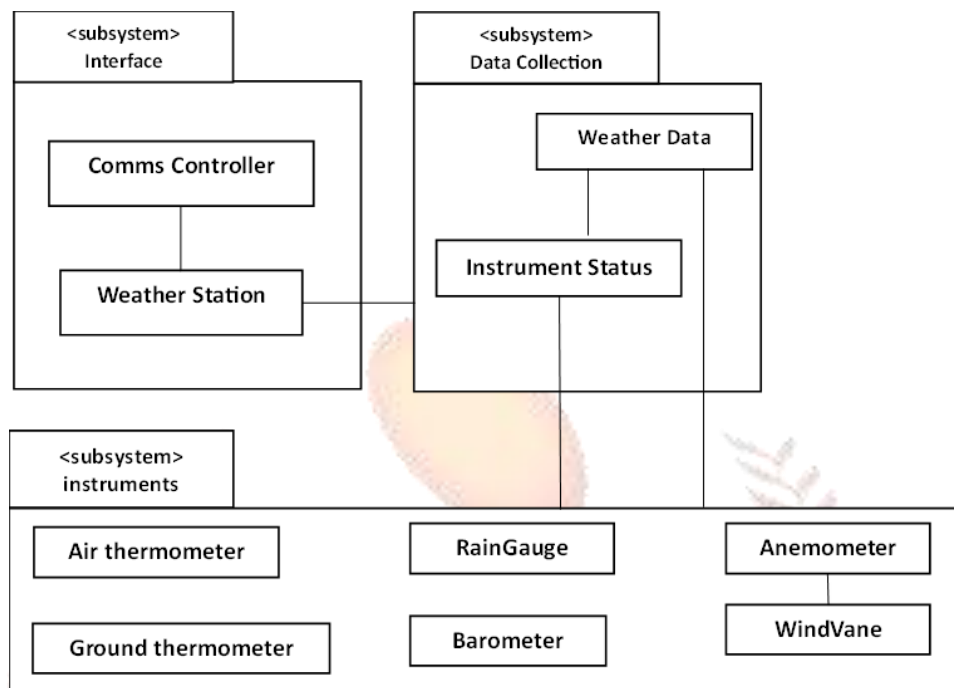 <subsystem>
Interface
Comms Controller
Weather Station
<subsystem>
Data Collection
Weather Data
Instrument Status
<subsystem>
instruments
Air thermometer
RainGauge
Anemometer
Ground thermometer
Barometer
WindVane